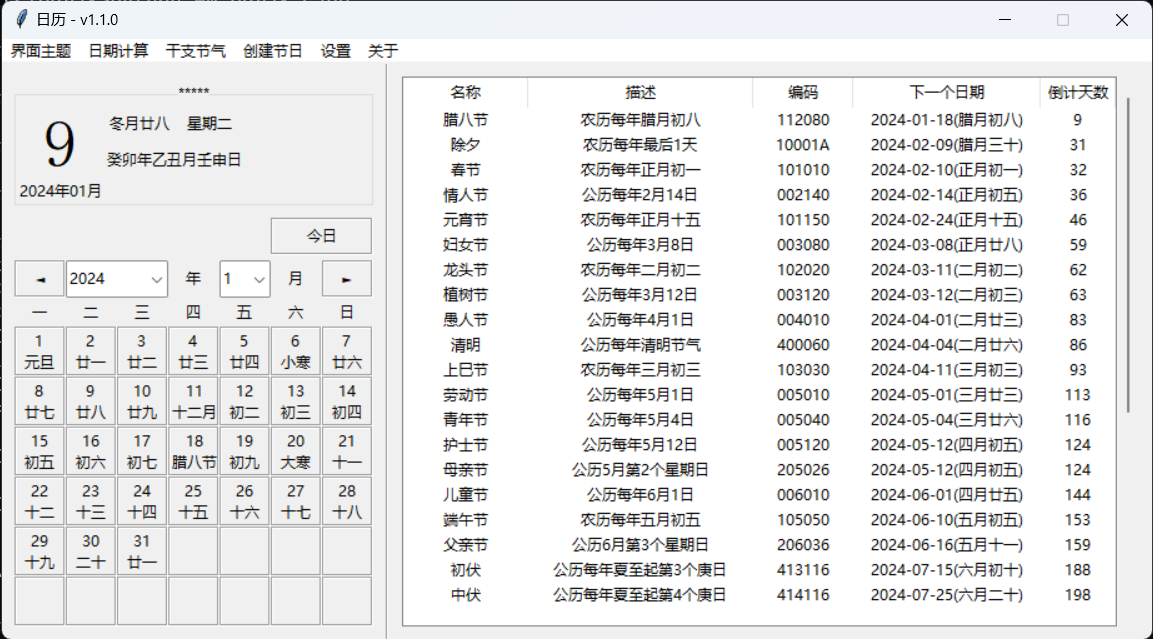 日历 - v1.1.0
界面主题 日期计算 干支节气 创建节日 设置 关于
*****
9 冬月廿八 星期二
癸卯年乙丑月壬申日
2024年01月
今日
◄ 2024 年 1 月 ►
一 二 三 四 五 六 日
1 2 3 4 5 6 7
元旦 廿一 廿二 廿三 廿四 小寒 廿六
8 9 10 11 12 13 14
廿七 廿八 廿九 十二月 初二 初三 初四
15 16 17 18 19 20 21
初五 初六 初七 腊八节 初九 大寒 十一
22 23 24 25 26 27 28
十二 十三 十四 十五 十六 十七 十八
29 30 31
十九 二十 廿一
名称 描述 编码 下一个日期 倒计天数
腊八节 农历每年腊月初八 112080 2024-01-18(腊月初八) 9
除夕 农历每年最后1天 10001A 2024-02-09(腊月三十) 31
春节 农历每年正月初一 101010 2024-02-10(正月初一) 32
情人节 公历每年2月14日 002140 2024-02-14(正月初五) 36
元宵节 农历每年正月十五 101150 2024-02-24(正月十五) 46
妇女节 公历每年3月8日 003080 2024-03-08(正月廿八) 59
龙头节 农历每年二月初二 102020 2024-03-11(二月初二) 62
植树节 公历每年3月12日 003120 2024-03-12(二月初三) 63
愚人节 公历每年4月1日 004010 2024-04-01(二月廿三) 83
清明 公历每年清明节气 400060 2024-04-04(二月廿六) 86
上巳节 农历每年三月初三 103030 2024-04-11(三月初三) 93
劳动节 公历每年5月1日 005010 2024-05-01(三月廿三) 113
青年节 公历每年5月4日 005040 2024-05-04(三月廿六) 116
护士节 公历每年5月12日 005120 2024-05-12(四月初五) 124
母亲节 公历5月第2个星期日 205026 2024-05-12(四月初五) 124
儿童节 公历每年6月1日 006010 2024-06-01(四月廿五) 144
端午节 农历每年五月初五 105050 2024-06-10(五月初五) 153
父亲节 公历6月第3个星期日 206036 2024-06-16(五月十一) 159
初伏 公历每年夏至起第3个庚日 413116 2024-07-15(六月初十) 188
中伏 公历每年夏至起第4个庚日 414116 2024-07-25(六月二十) 198